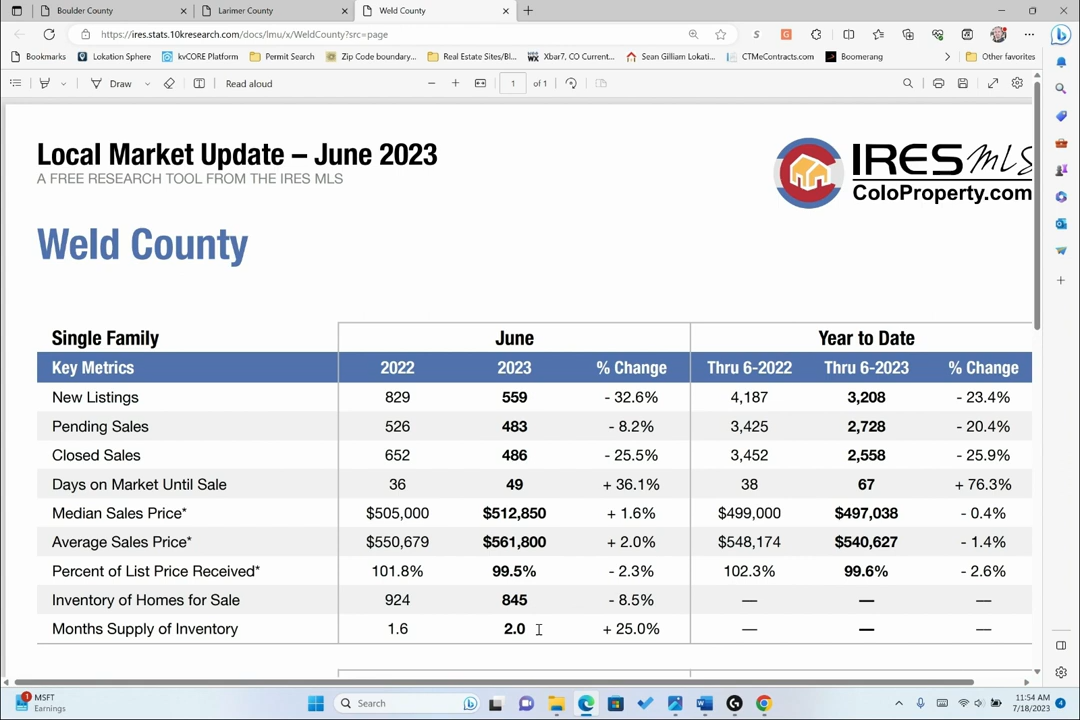 Boulder County
Larimer County
Weld County
https://ires.stats.10kresearch.com/docs/lmu/x/WeldCounty?src=page
Bookmarks
Lokation Sphere
kvCORE Platform
Permit Search
Zip Code boundary...
Real Estate Sites/Bl...
Xbar7, CO Current...
Sean Gilliam Lokati...
CTMeContracts.com
Boomerang
Other favorites
Draw
1 of 1
Read aloud
Local Market Update – June 2023
A FREE RESEARCH TOOL FROM THE IRES MLS
IRES MLS
ColoProperty.com
Weld County
Single Family June Year to Date
Key Metrics 2022 2023 % Change Thru 6-2022 Thru 6-2023 % Change
New Listings 829 559 - 32.6% 4,187 3,208 - 23.4%
Pending Sales 526 483 - 8.2% 3,425 2,728 - 20.4%
Closed Sales 652 486 - 25.5% 3,452 2,558 - 25.9%
Days on Market Until Sale 36 49 + 36.1% 38 67 + 76.3%
Median Sales Price* $505,000 $512,850 + 1.6% $499,000 $497,038 - 0.4%
Average Sales Price* $550,679 $561,800 + 2.0% $548,174 $540,627 - 1.4%
Percent of List Price Received* 101.8% 99.5% - 2.3% 102.3% 99.6% - 2.6%
Inventory of Homes for Sale 924 845 - 8.5% — — —
Months Supply of Inventory 1.6 2.0 + 25.0% — — —
1
MSFT
Earnings
Search
11:54 AM
7/18/2023
4